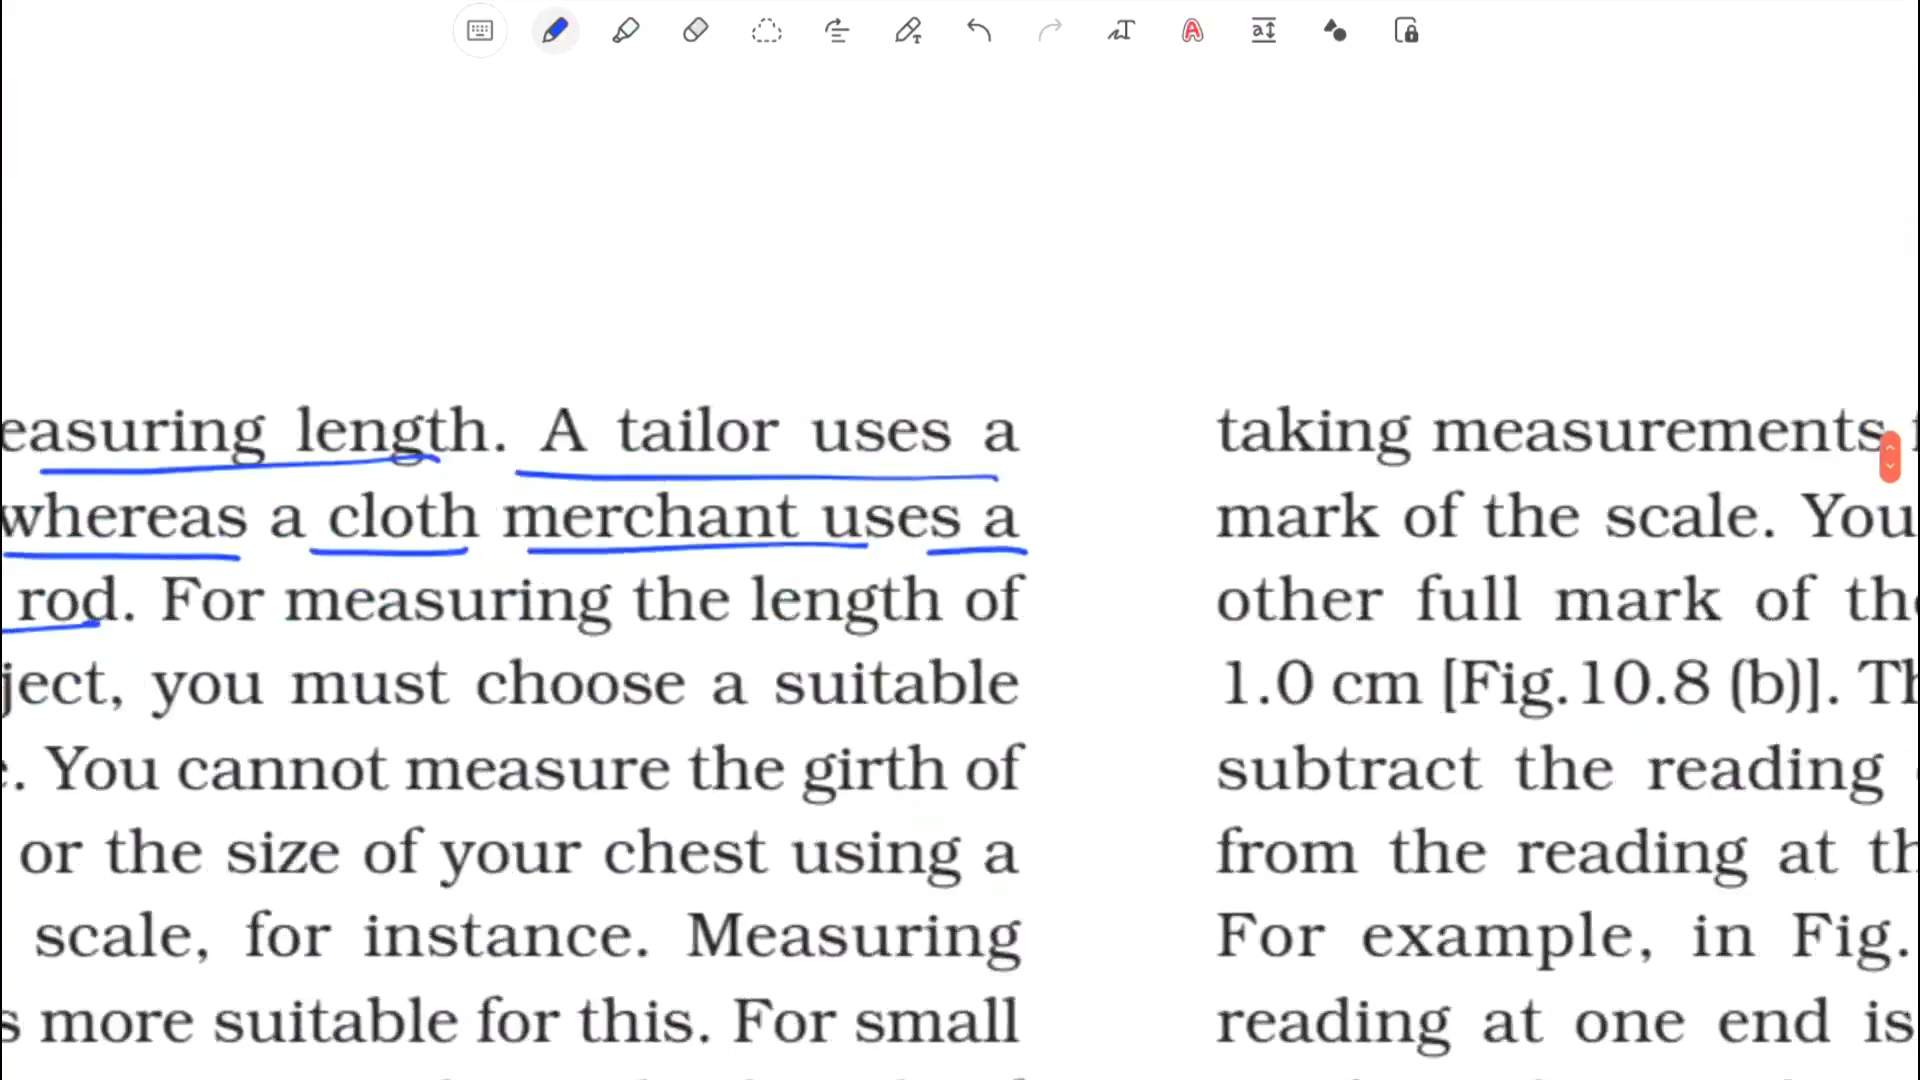 easuring length. A tailor uses a
whereas a cloth merchant uses a
rod. For measuring the length of
ject, you must choose a suitable
e. You cannot measure the girth of
or the size of your chest using a
scale, for instance. Measuring
s more suitable for this. For small
taking measurements
mark of the scale. You
other full mark of the
1.0 cm [Fig.10.8 (b)]. Th
subtract the reading
from the reading at th
For example, in Fig.
reading at one end is